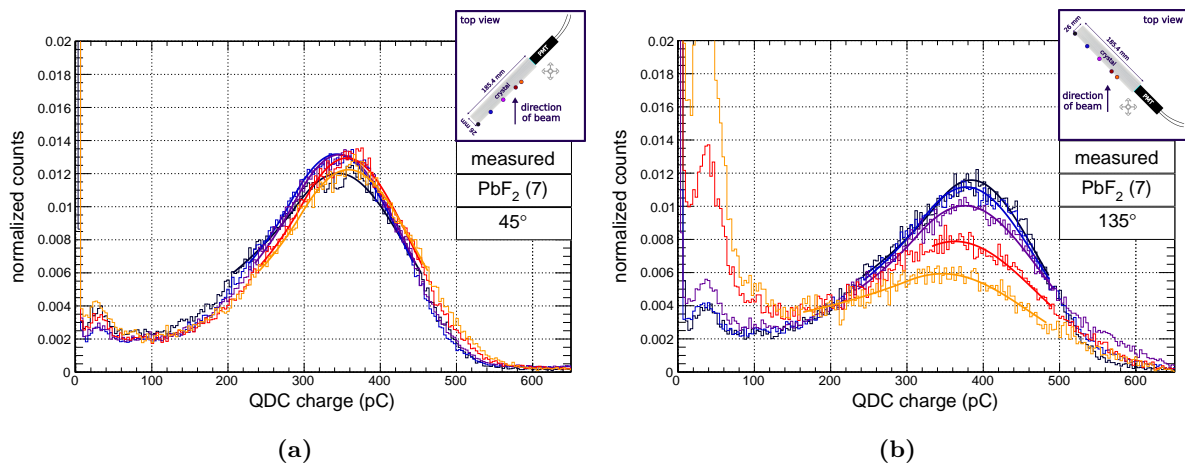 top view
185.4 mm
26 mm
crystal
PMT
direction
of beam
measured
PbF₂ (7)
45°
normalized counts
0.02
0.018
0.016
0.014
0.012
0.01
0.008
0.006
0.004
0.002
0
0 100 200 300 400 500 600
QDC charge (pC)
(a)
top view
26 mm
185.4 mm
crystal
PMT
direction
of beam
measured
PbF₂ (7)
135°
normalized counts
0.02
0.018
0.016
0.014
0.012
0.01
0.008
0.006
0.004
0.002
0
0 100 200 300 400 500 600
QDC charge (pC)
(b)